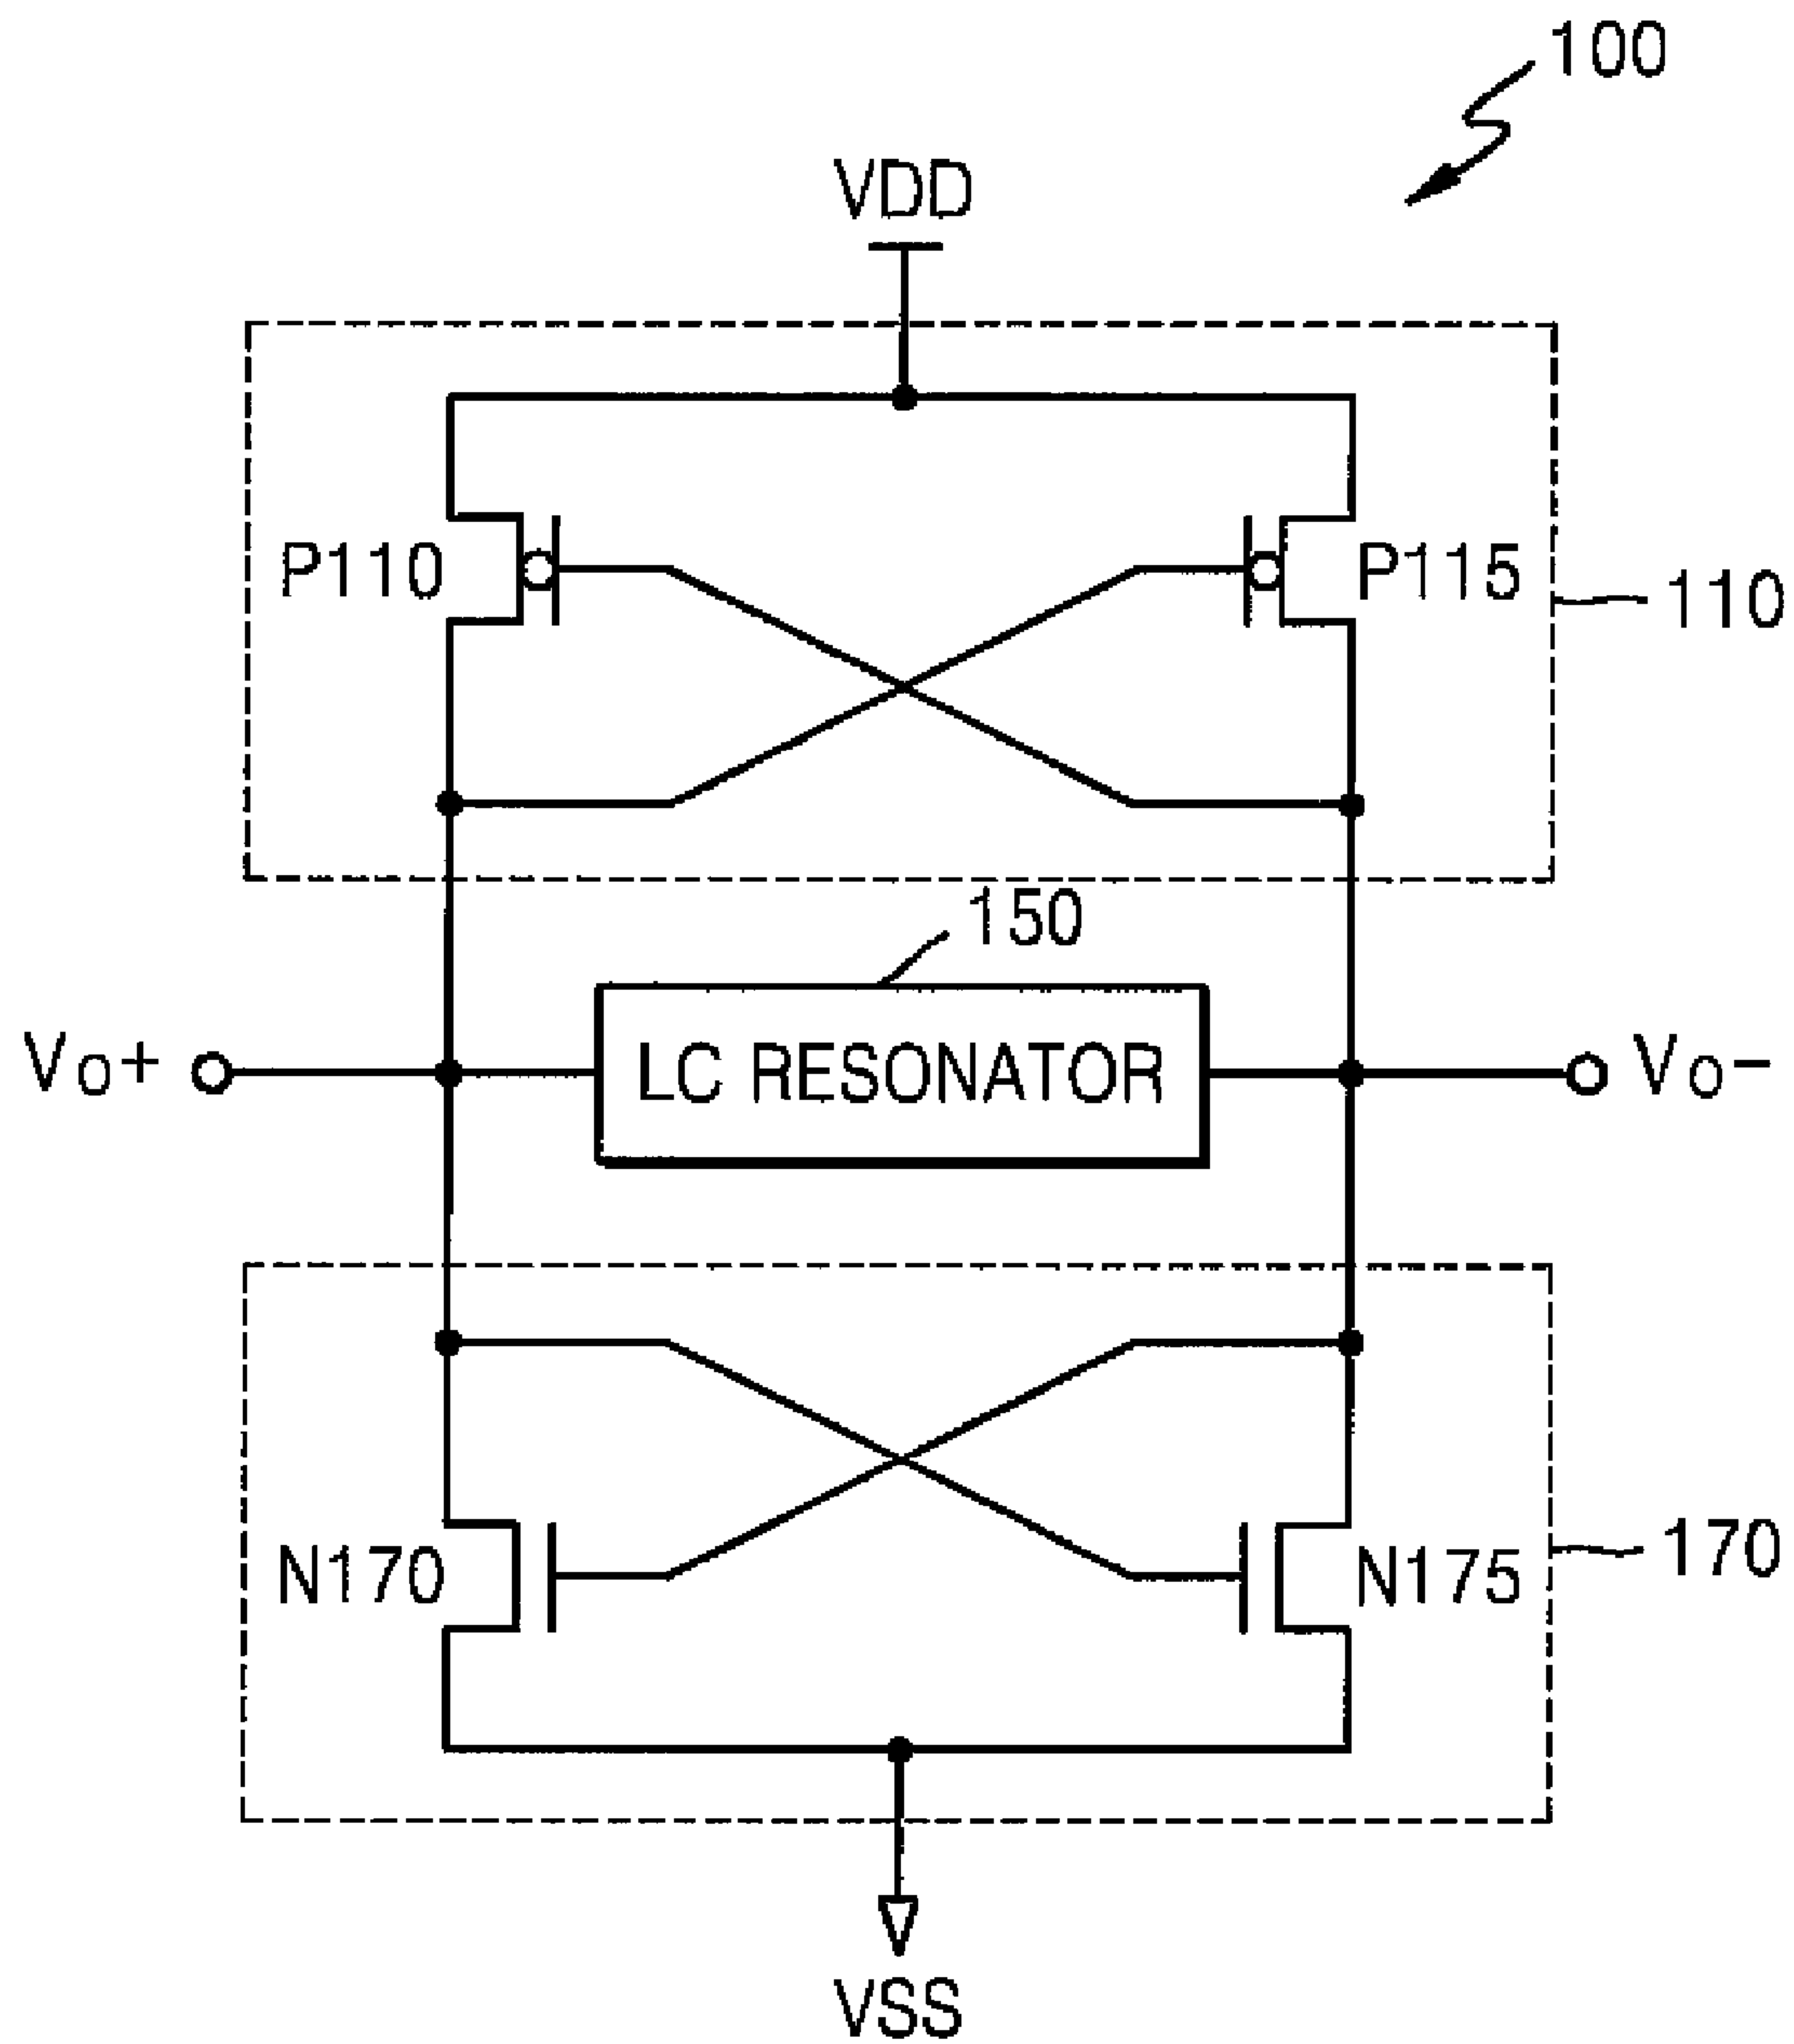 100
VDD
P110
P115
110
150
Vo+
LC RESONATOR
Vo-
N170
N175
170
VSS